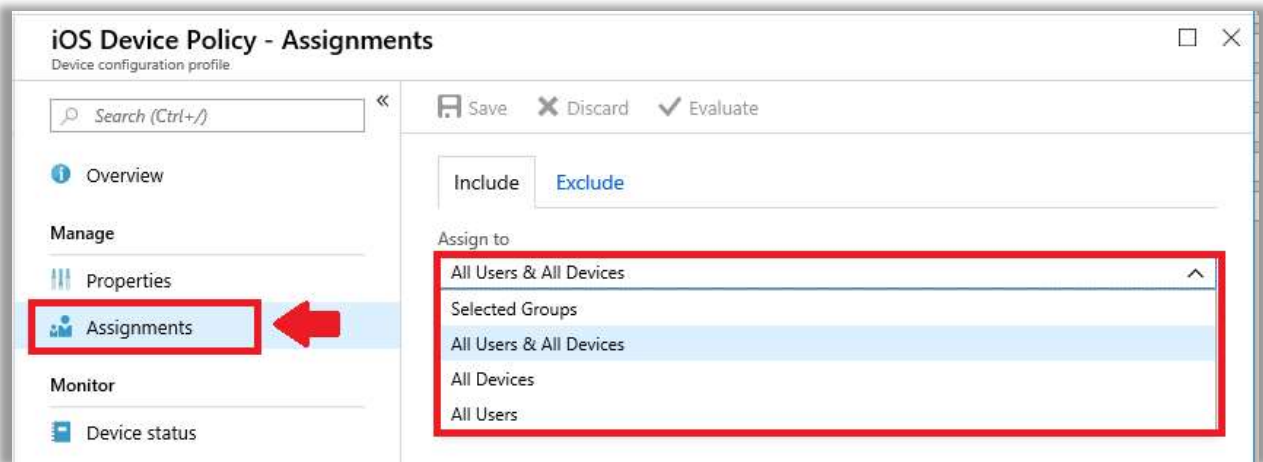 iOS Device Policy - Assignments
Device configuration profile
Search (Ctrl+/)
Overview
Manage
Properties
Assignments
Monitor
Device status
Save Discard Evaluate
Include Exclude
Assign to
All Users & All Devices
Selected Groups
All Users & All Devices
All Devices
All Users